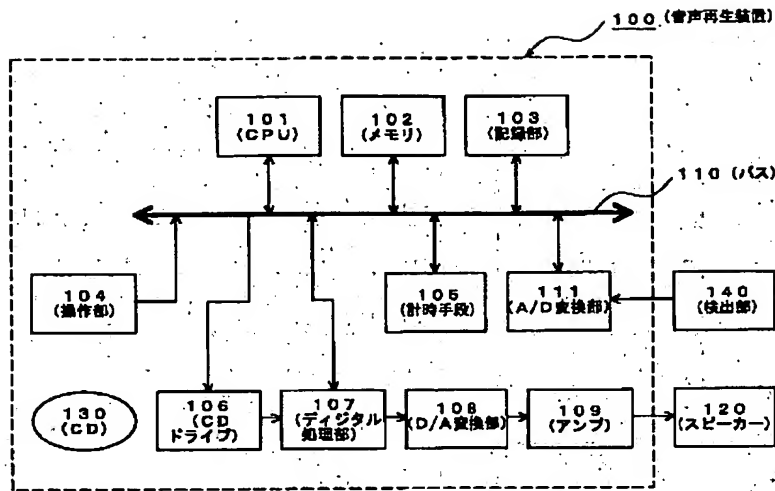 100(音声再生装置)
101
(CPU)
102
(メモリ)
103
(記録部)
110(バス)
104
(操作部)
105
(計時手段)
111
(A/D変換部)
140
(検出部)
130
(CD)
106
(CD
ドライブ)
107
(ディジタル
処理部)
108
(D/A変換部)
109
(アンプ)
120
(スピーカー)